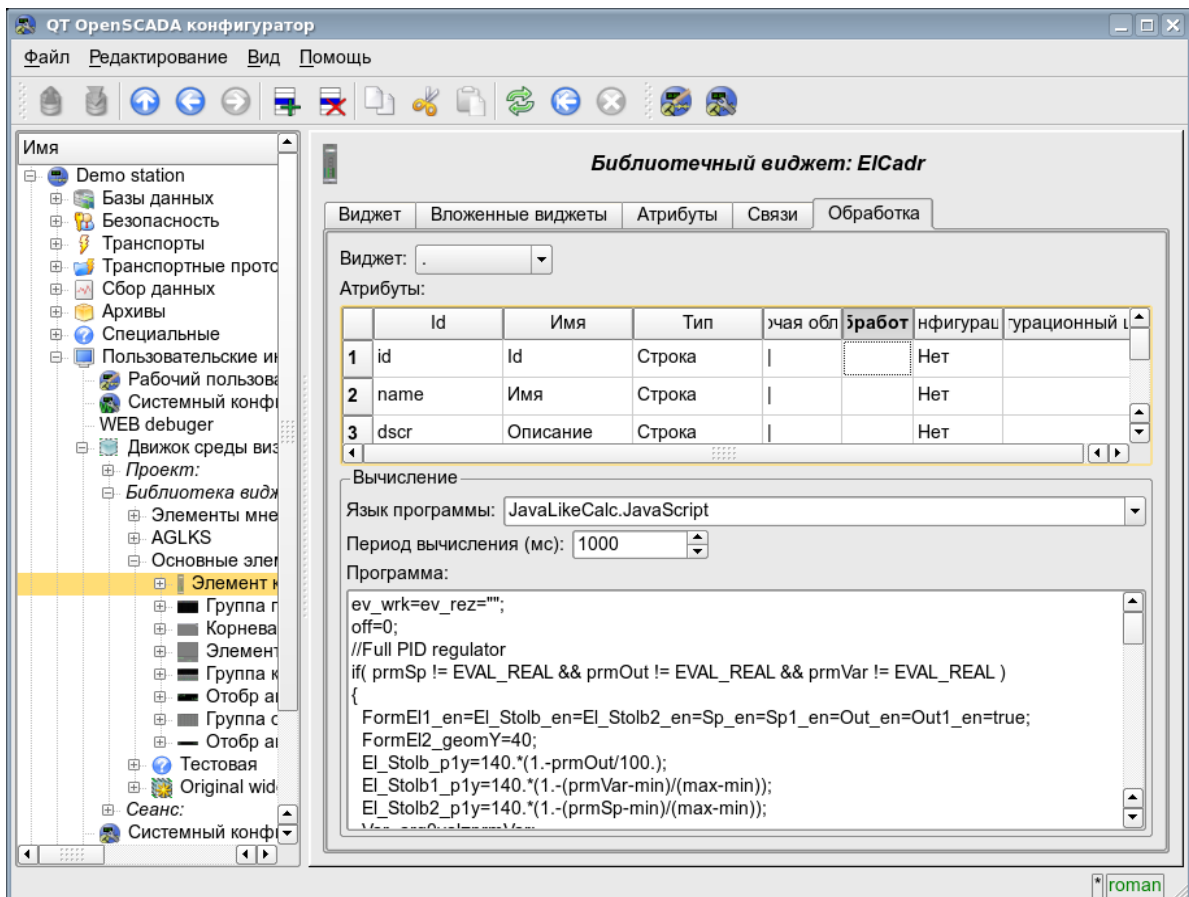 QT OpenSCADA конфигуратор
Файл Редактирование Вид Помощь
Имя
Demo station
Базы данных
Безопасность
Транспорты
Транспортные прото
Сбор данных
Архивы
Специальные
Пользовательские ин
Рабочий пользова
Системный конфи
WEB debuger
Движок среды виз
Проект:
Библиотека видж
Элементы мне
AGLKS
Основные элем
Элемент к
Группа г
Корнева
Элемент
Группа к
Отобр ан
Группа с
Отобр ан
Тестовая
Original wid
Сеанс:
Системный конфи
Библиотечный виджет: ElCadr
Виджет Вложенные виджеты Атрибуты Связи Обработка
Виджет: .
Атрибуты:
Id Имя Тип очая обл бработ нфигурац гурационный ш
1 id Id Строка | Нет
2 name Имя Строка | Нет
3 dscr Описание Строка | Нет
Вычисление
Язык программы: JavaLikeCalc.JavaScript
Период вычисления (мс): 1000
Программа:
ev_wrk=ev_rez="";
off=0;
//Full PID regulator
if( prmSp != EVAL_REAL && prmOut != EVAL_REAL && prmVar != EVAL_REAL )
{
FormEl1_en=El_Stolb_en=El_Stolb2_en=Sp_en=Sp1_en=Out_en=Out1_en=true;
FormEl2_geomY=40;
El_Stolb_p1y=140.*(1.-prmOut/100.);
El_Stolb1_p1y=140.*(1.-(prmVar-min)/(max-min));
El_Stolb2_p1y=140.*(1.-(prmSp-min)/(max-min));
* roman